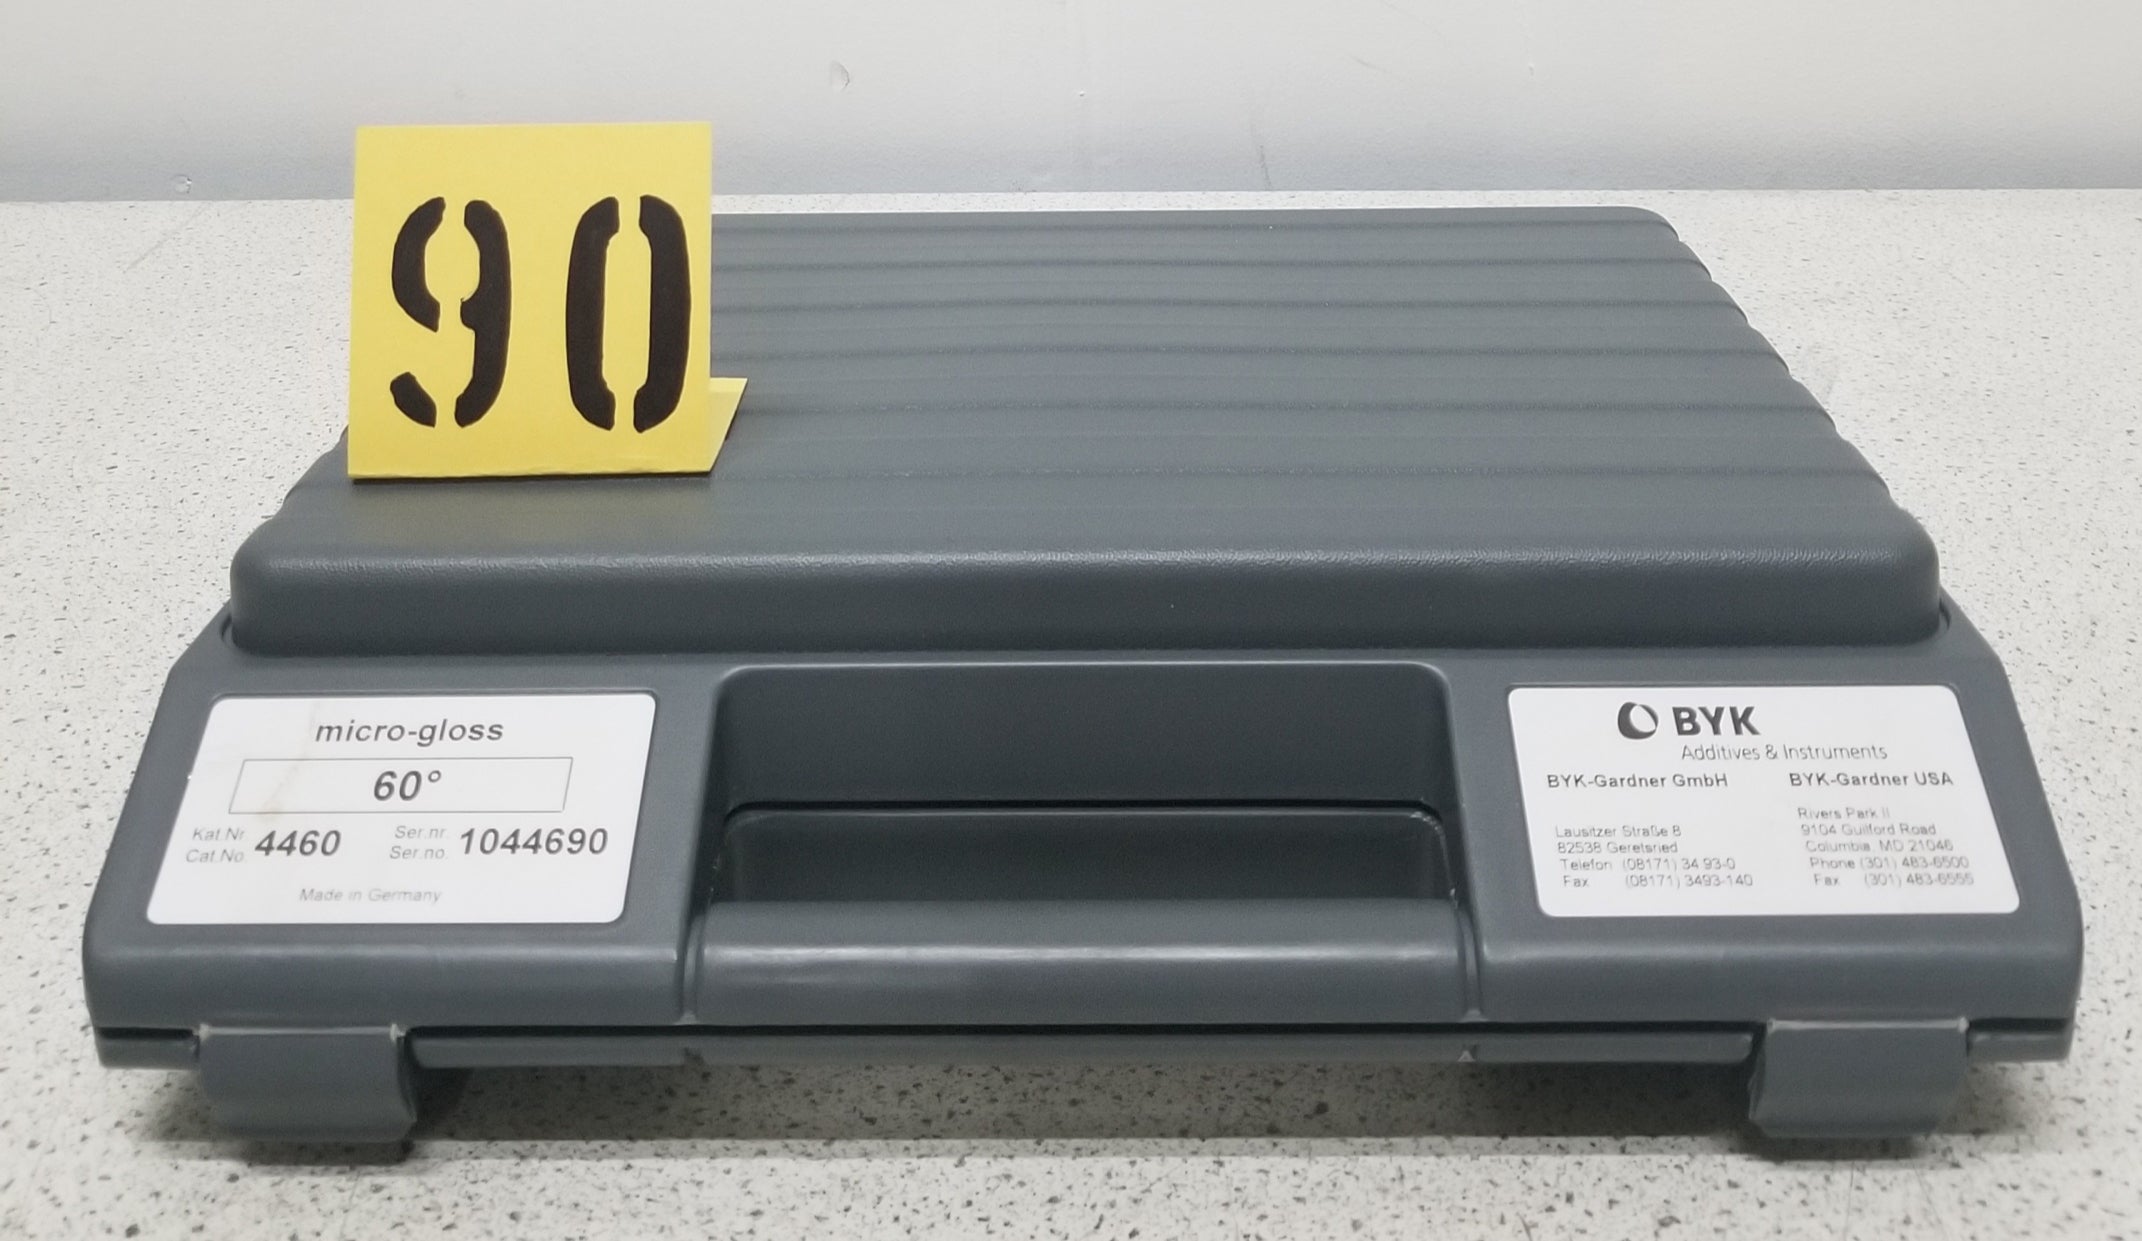 90
micro-gloss
60°
Kat.Nr
Cat.No. 4460
Ser.nr.
Ser.no. 1044690
Made in Germany
BYK
Additives & Instruments
BYK-Gardner GmbH
Lausitzer Straße 8
82538 Geretsried
Telefon (08171) 34 93-0
Fax (08171) 3493-140
BYK-Gardner USA
Rivers Park II
9104 Guilford Road
Columbia MD 21046
Phone (301) 483-6500
Fax (301) 483-6555